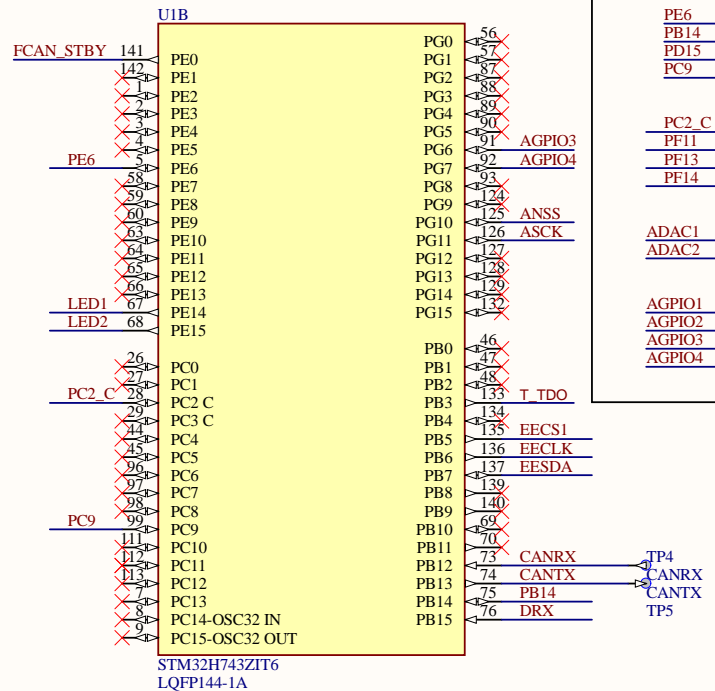 U1B
FCAN_STBY 141 PE0
142 PE1
1 PE2
2 PE3
3 PE4
4 PE5
PE6 5 PE6
58 PE7
59 PE8
60 PE9
63 PE10
64 PE11
65 PE12
66 PE13
LED1 67 PE14
LED2 68 PE15
26 PC0
27 PC1
PC2_C 28 PC2 C
29 PC3 C
44 PC4
45 PC5
96 PC6
97 PC7
98 PC8
PC9 99 PC9
111 PC10
112 PC11
113 PC12
7 PC13
8 PC14-OSC32 IN
9 PC15-OSC32 OUT
PG0 56
PG1 57
PG2 87
PG3 88
PG4 89
PG5 90
PG6 91 AGPIO3
PG7 92 AGPIO4
PG8 93
PG9 124
PG10 125 ANSS
PG11 126 ASCK
PG12 127
PG13 128
PG14 129
PG15 132
PB0 46
PB1 47
PB2 48
PB3 133 T_TDO
PB4 134
PB5 135 EECS1
PB6 136 EECLK
PB7 137 EESDA
PB8 139
PB9 140
PB10 69
PB11 70
PB12 73 CANRX
PB13 74 CANTX
PB14 75 PB14
PB15 76 DRX
TP4
CANRX
CANTX
TP5
STM32H743ZIT6
LQFP144-1A
PE6
PB14
PD15
PC9
PC2_C
PF11
PF13
PF14
ADAC1
ADAC2
AGPIO1
AGPIO2
AGPIO3
AGPIO4